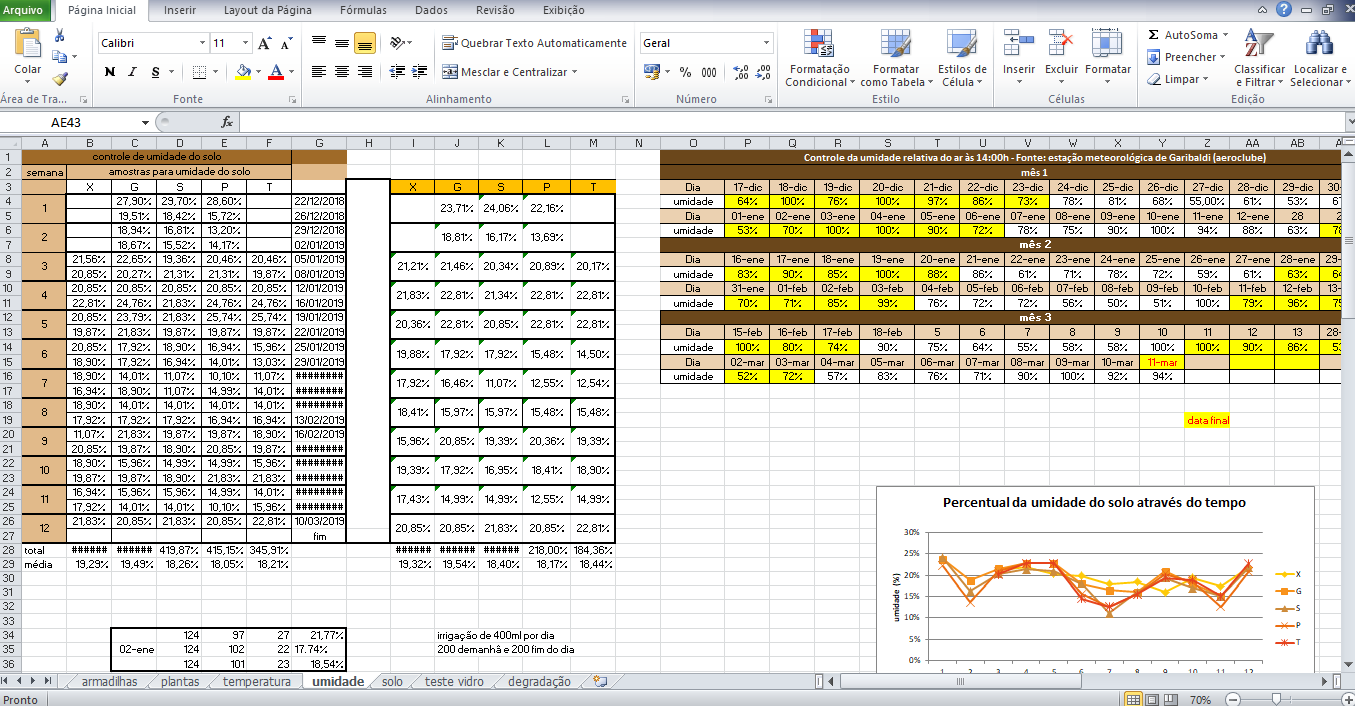 Arquivo Página Inicial Inserir Layout da Página Fórmulas Dados Revisão Exibição
Colar Calibri 11 Quebrar Texto Automaticamente Geral AutoSoma
N I S Mesclar e Centralizar % 000 Formatação Condicional Formatar como Tabela Estilos de Célula Inserir Excluir Formatar Preencher Limpar Classificar e Filtrar Localizar e Selecionar
Área de Tra... Fonte Alinhamento Número Estilo Células Edição
AE43 fx
A B C D E F G H I J K L M N O P Q R S T U V W X Y Z AA AB
1 controle de umidade do solo Controle da umidade relativa do ar às 14:00h - Fonte: estação meteorológica de Garibaldi (aeroclube)
2 semana amostras para umidade do solo mês 1
3 X G S P T X G S P T Dia 17-dic 18-dic 19-dic 20-dic 21-dic 22-dic 23-dic 24-dic 25-dic 26-dic 27-dic 28-dic 29-dic 30-
4 1 27,90% 29,70% 28,60% 22/12/2018 23,71% 24,06% 22,16% umidade 64% 100% 76% 100% 97% 86% 73% 78% 81% 68% 55,00% 61% 53%
5 19,51% 18,42% 15,72% 26/12/2018 Dia 01-ene 02-ene 03-ene 04-ene 05-ene 06-ene 07-ene 08-ene 09-ene 10-ene 11-ene 12-ene 28
6 2 18,94% 16,81% 13,20% 29/12/2018 18,81% 16,17% 13,69% umidade 53% 70% 100% 100% 90% 72% 78% 75% 90% 100% 94% 88% 63%
7 18,67% 15,52% 14,17% 02/01/2019 mês 2
8 3 21,56% 22,65% 19,36% 20,46% 20,46% 05/01/2019 21,21% 21,46% 20,34% 20,89% 20,17% Dia 16-ene 17-ene 18-ene 19-ene 20-ene 21-ene 22-ene 23-ene 24-ene 25-ene 26-ene 27-ene 28-ene 29-
9 20,85% 20,27% 21,31% 21,31% 19,87% 08/01/2019 umidade 83% 90% 85% 100% 88% 86% 61% 71% 78% 72% 59% 61% 63%
10 4 20,85% 20,85% 20,85% 20,85% 20,85% 12/01/2019 21,83% 22,81% 21,34% 22,81% 22,81% Dia 31-ene 01-feb 02-feb 03-feb 04-feb 05-feb 06-feb 07-feb 08-feb 09-feb 10-feb 11-feb 12-feb 13-
11 22,81% 24,76% 21,83% 24,76% 24,76% 16/01/2019 umidade 70% 71% 85% 99% 76% 72% 72% 56% 50% 51% 100% 79% 96%
12 5 20,85% 23,79% 21,83% 25,74% 25,74% 19/01/2019 20,36% 22,81% 20,85% 22,81% 22,81% mês 3
13 19,87% 21,83% 19,87% 19,87% 19,87% 22/01/2019 Dia 15-feb 16-feb 17-feb 18-feb 5 6 7 8 9 10 11 12 13 28-
14 6 20,85% 17,92% 18,90% 16,94% 15,96% 25/01/2019 19,88% 17,92% 17,92% 15,48% 14,50% umidade 100% 80% 74% 90% 75% 64% 55% 58% 58% 100% 100% 90% 86%
15 18,90% 17,92% 16,94% 14,01% 13,03% 29/01/2019 Dia 02-mar 03-mar 04-mar 05-mar 06-mar 07-mar 08-mar 09-mar 10-mar 11-mar
16 7 18,90% 14,01% 11,07% 10,10% 11,07% ######## 17,92% 16,46% 11,07% 12,55% 12,54% umidade 52% 72% 57% 83% 76% 71% 90% 100% 92% 94%
17 16,94% 18,90% 11,07% 14,99% 14,01% ########
18 8 18,90% 14,01% 14,01% 14,01% 14,01% ######## 18,41% 15,97% 15,97% 15,48% 15,48%
19 17,92% 17,92% 17,92% 16,94% 16,94% 13/02/2019 data final
20 9 11,07% 21,83% 19,87% 19,87% 18,90% 16/02/2019 15,96% 20,85% 19,39% 20,36% 19,39%
21 20,85% 19,87% 18,90% 20,85% 19,87% ########
22 10 18,90% 15,96% 14,99% 14,99% 15,96% ######## 19,39% 17,92% 16,95% 18,41% 18,90%
23 19,87% 19,87% 18,90% 21,83% 21,83% ########
24 11 16,94% 15,96% 15,96% 14,99% 14,01% ######## 17,43% 14,99% 14,99% 12,55% 14,99%
25 17,92% 14,01% 14,01% 10,10% 15,96% ########
26 12 21,83% 20,85% 21,83% 20,85% 22,81% 10/03/2019 20,85% 20,85% 21,83% 20,85% 22,81%
27 fim
28 total ###### ###### 419,87% 415,15% 345,91% ###### ###### ###### 218,00% 184,36%
29 média 19,29% 19,49% 18,26% 18,05% 18,21% 19,32% 19,54% 18,40% 18,17% 18,44%
30
31
32
33
34 124 97 27 21,77% irrigação de 400ml por dia
35 02-ene 124 102 22 17.74% 200 demanhâ e 200 fim do dia
36 124 101 23 18,54%
Percentual da umidade do solo através do tempo
umidade (%)
30%
25%
20%
15%
10%
5%
0%
1 2 3 4 5 6 7 8 9 10 11 12
X
G
S
P
T
armadilhas plantas temperatura umidade solo teste vidro degradação
Pronto 70%